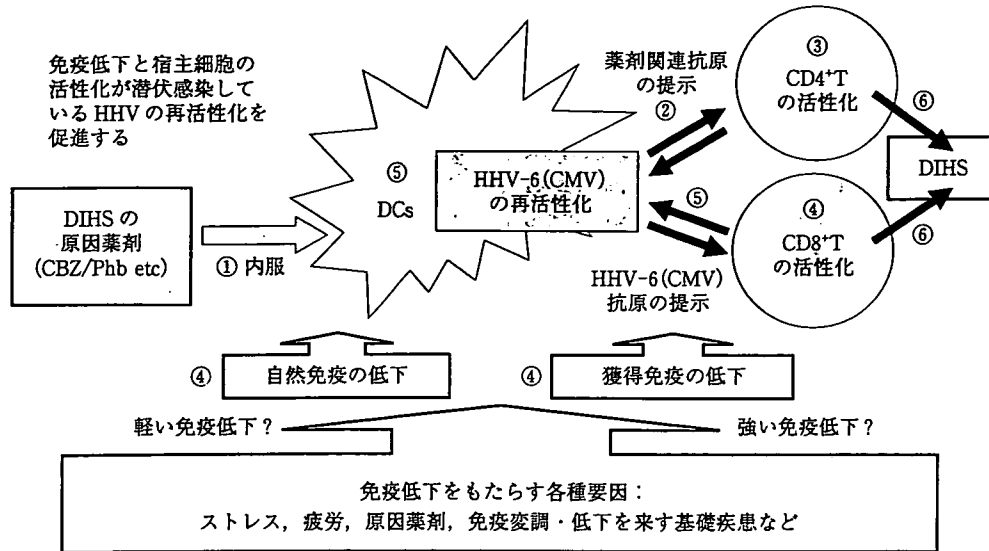 免疫低下と宿主細胞の
活性化が潜伏感染して
いる HHV の再活性化を
促進する
DIHS の
原因薬剤
(CBZ/Phb etc)
① 内服
⑤
DCs
HHV-6(CMV)
の再活性化
薬剤関連抗原
の提示
②
③
CD4⁺T
の活性化
⑥
DIHS
⑤
④
CD8⁺T
の活性化
⑥
HHV-6(CMV)
抗原の提示
④ 自然免疫の低下
④ 獲得免疫の低下
軽い免疫低下？
強い免疫低下？
免疫低下をもたらす各種要因：
ストレス，疲労，原因薬剤，免疫変調・低下を来す基礎疾患など